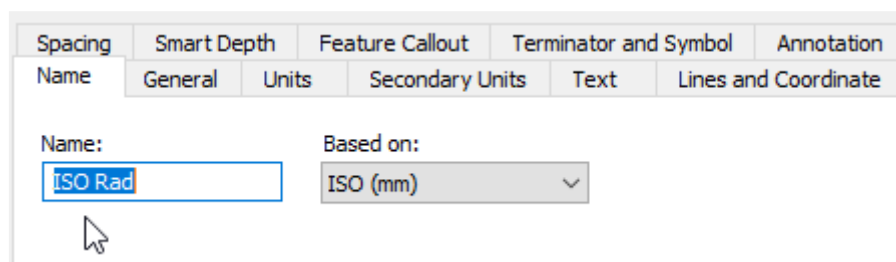 Spacing Smart Depth Feature Callout Terminator and Symbol Annotation
Name General Units Secondary Units Text Lines and Coordinate
Name: Based on:
ISO Rad ISO (mm)